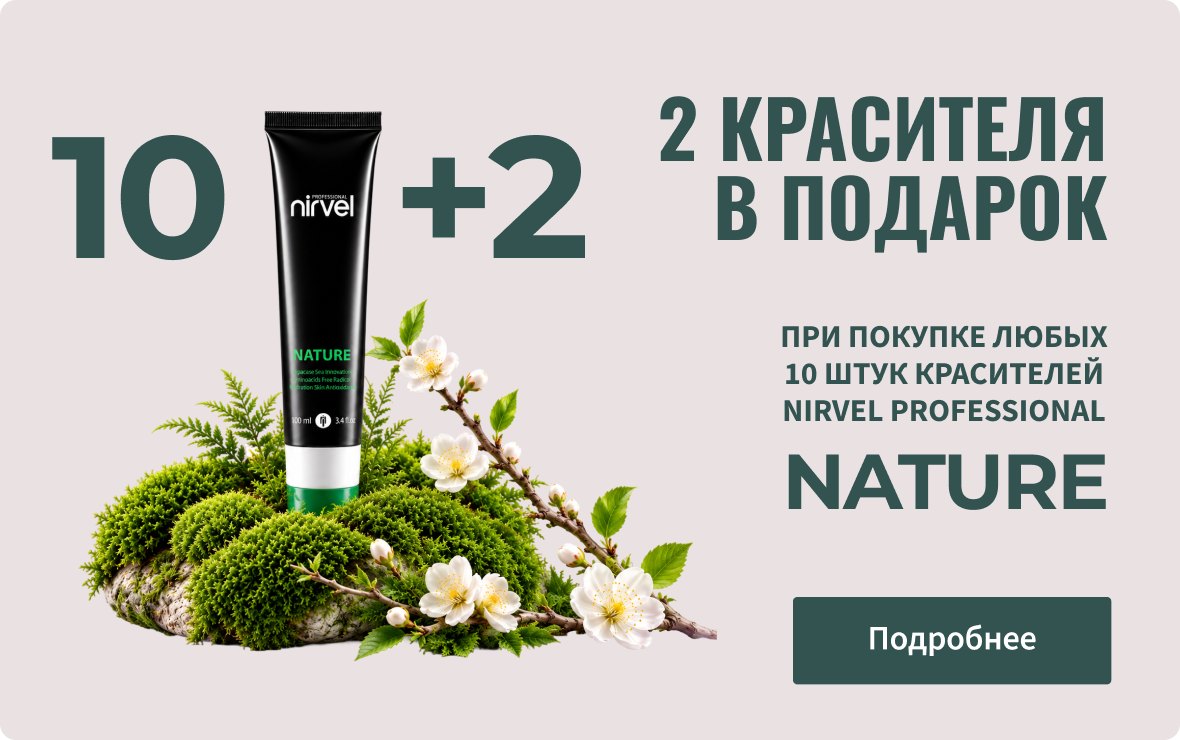 10 +2
PROFESSIONAL
nirvel
NATURE
100 ml 3.4 fl.oz
2 КРАСИТЕЛЯ
В ПОДАРОК
ПРИ ПОКУПКЕ ЛЮБЫХ
10 ШТУК КРАСИТЕЛЕЙ
NIRVEL PROFESSIONAL
NATURE
Подробнее